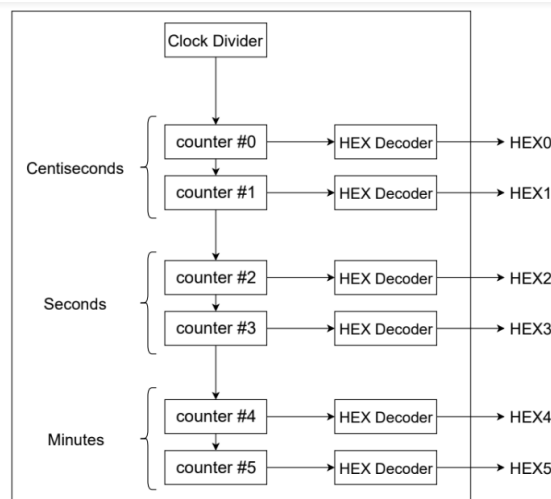 Clock Divider
counter #0 HEX Decoder HEX0
Centiseconds
counter #1 HEX Decoder HEX1
counter #2 HEX Decoder HEX2
Seconds
counter #3 HEX Decoder HEX3
counter #4 HEX Decoder HEX4
Minutes
counter #5 HEX Decoder HEX5